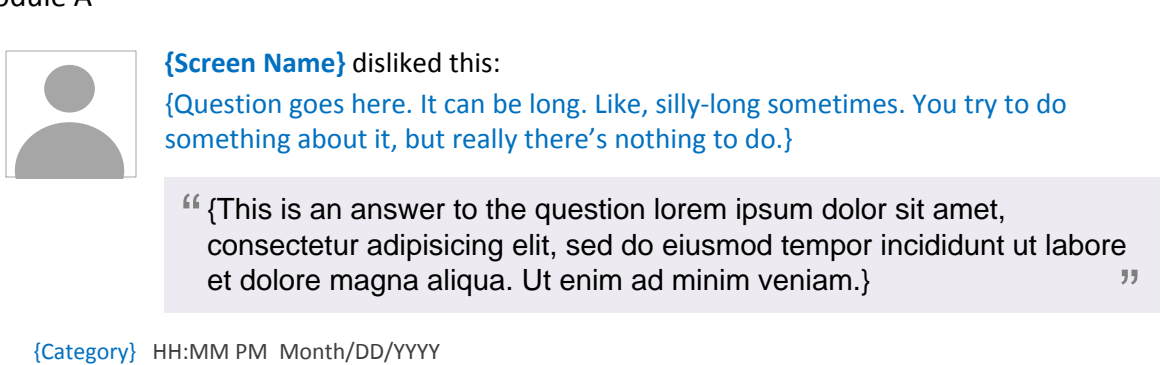 {Screen Name} disliked this:
{Question goes here. It can be long. Like, silly-long sometimes. You try to do
something about it, but really there’s nothing to do.}
“ {This is an answer to the question lorem ipsum dolor sit amet,
consectetur adipisicing elit, sed do eiusmod tempor incididunt ut labore
et dolore magna aliqua. Ut enim ad minim veniam.} ”
{Category} HH:MM PM Month/DD/YYYY